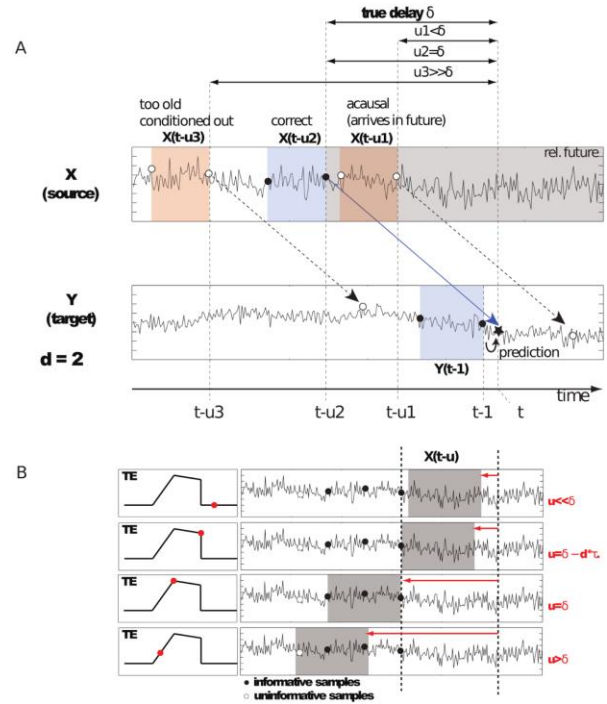 true delay δ
A
u1<δ
u2=δ
u3>>δ
too old
conditioned out
X(t-u3)
correct
X(t-u2)
acausal
(arrives in future)
X(t-u1)
rel. future
X
(source)
Y
(target)
d = 2
Y(t-1)
prediction
time
t-u3
t-u2
t-u1
t-1
t
B
X(t-u)
TE
u<<δ
TE
TE
u=δ
TE
u>δ
informative samples
uninformative samples